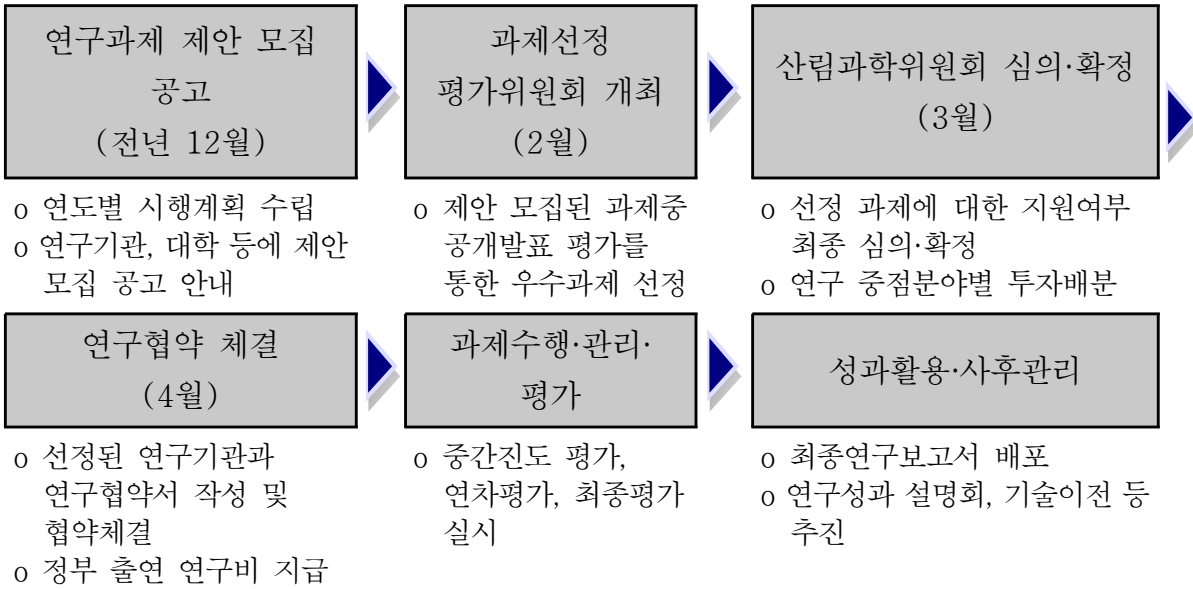 연구과제 제안 모집
공고
(전년 12월)
o 연도별 시행계획 수립
o 연구기관, 대학 등에 제안
모집 공고 안내
과제선정
평가위원회 개최
(2월)
o 제안 모집된 과제중
공개발표 평가를
통한 우수과제 선정
산림과학위원회 심의·확정
(3월)
o 선정 과제에 대한 지원여부
최종 심의·확정
o 연구 중점분야별 투자배분
연구협약 체결
(4월)
o 선정된 연구기관과
연구협약서 작성 및
협약체결
o 정부 출연 연구비 지급
과제수행·관리·
평가
o 중간진도 평가,
연차평가, 최종평가
실시
성과활용·사후관리
o 최종연구보고서 배포
o 연구성과 설명회, 기술이전 등
추진